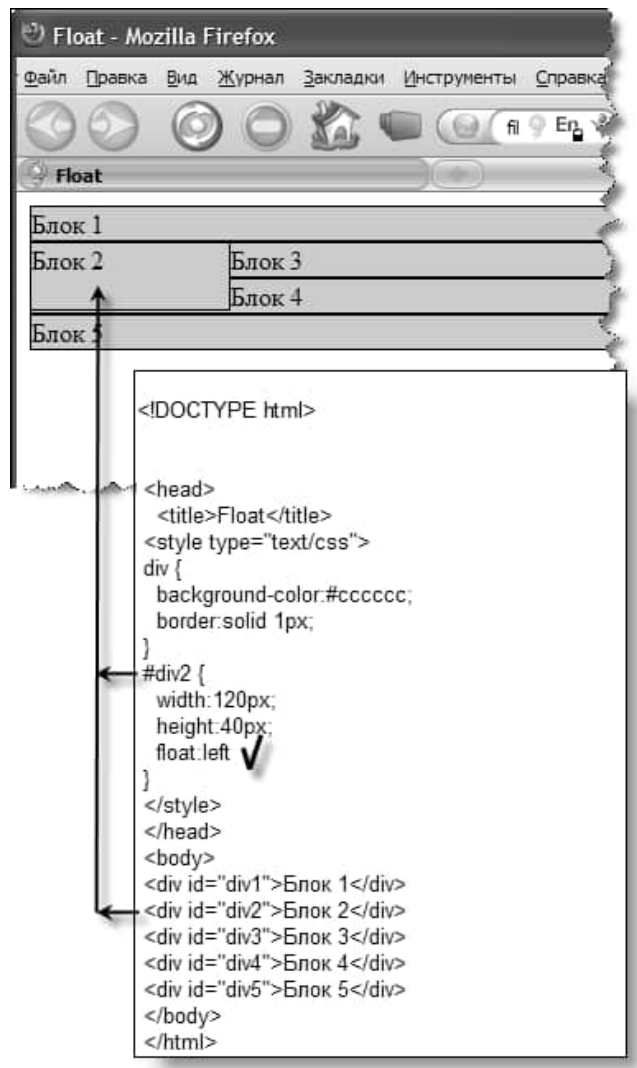 Float - Mozilla Firefox
Файл Правка Вид Журнал Закладки Инструменты Справка
fil En
Float
Блок 1
Блок 2 Блок 3
Блок 4
Блок 5
<!DOCTYPE html>
<head>
<title>Float</title>
<style type="text/css">
div {
background-color:#cccccc;
border:solid 1px;
}
#div2 {
width:120px;
height:40px;
float:left
}
</style>
</head>
<body>
<div id="div1">Блок 1</div>
<div id="div2">Блок 2</div>
<div id="div3">Блок 3</div>
<div id="div4">Блок 4</div>
<div id="div5">Блок 5</div>
</body>
</html>